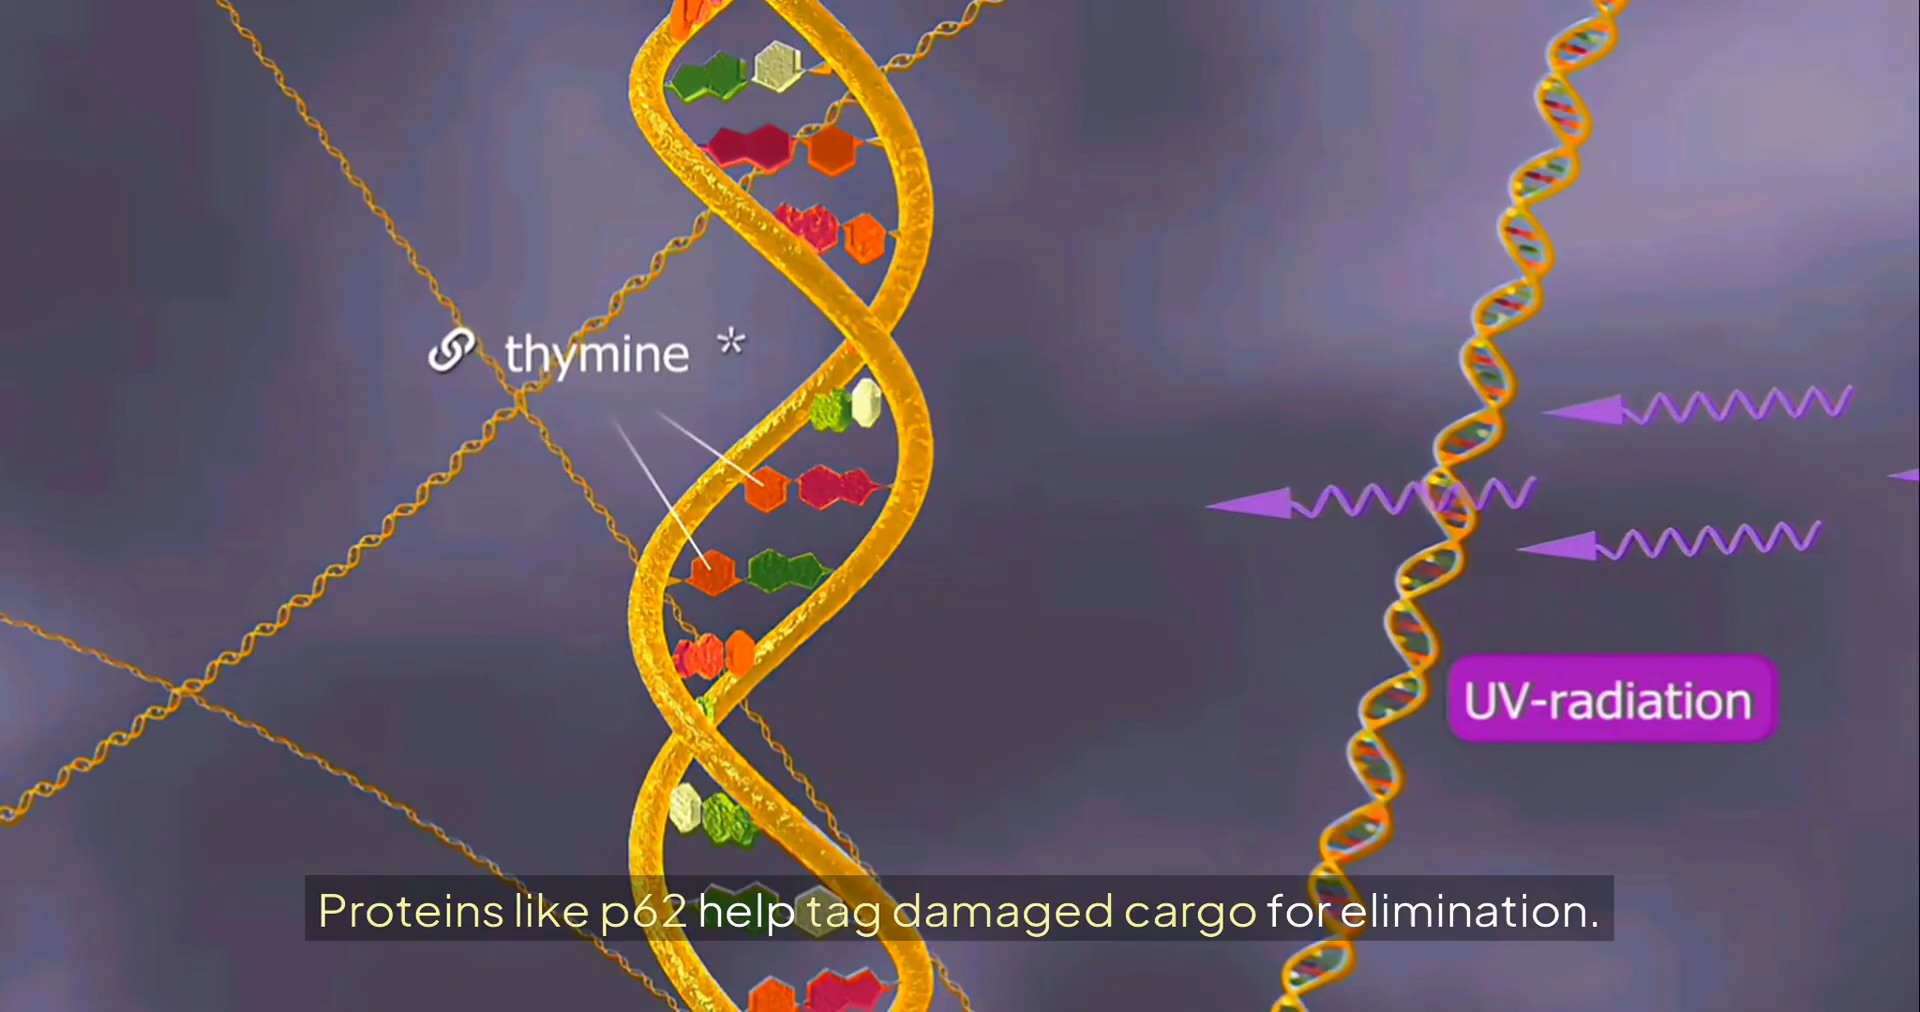 thymine *
UV-radiation
Proteins like p62 help tag damaged cargo for elimination.